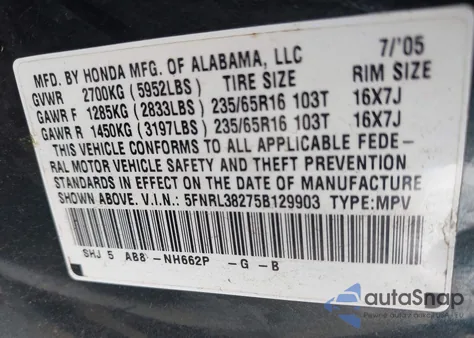 MFD. BY HONDA MFG. OF ALABAMA, LLC 7/'05
GVWR 2700KG (5952LBS) TIRE SIZE RIM SIZE
GAWR F 1285KG (2833LBS) 235/65R16 103T 16X7J
GAWR R 1450KG (3197LBS) 235/65R16 103T 16X7J
THIS VEHICLE CONFORMS TO ALL APPLICABLE FEDE-
RAL MOTOR VEHICLE SAFETY AND THEFT PREVENTION
STANDARDS IN EFFECT ON THE DATE OF MANUFACTURE
SHOWN ABOVE. V.I.N.: 5FNRL38275B129903 TYPE:MPV
SHJ 5 AB8 -NH662P -G -B
autoSnap